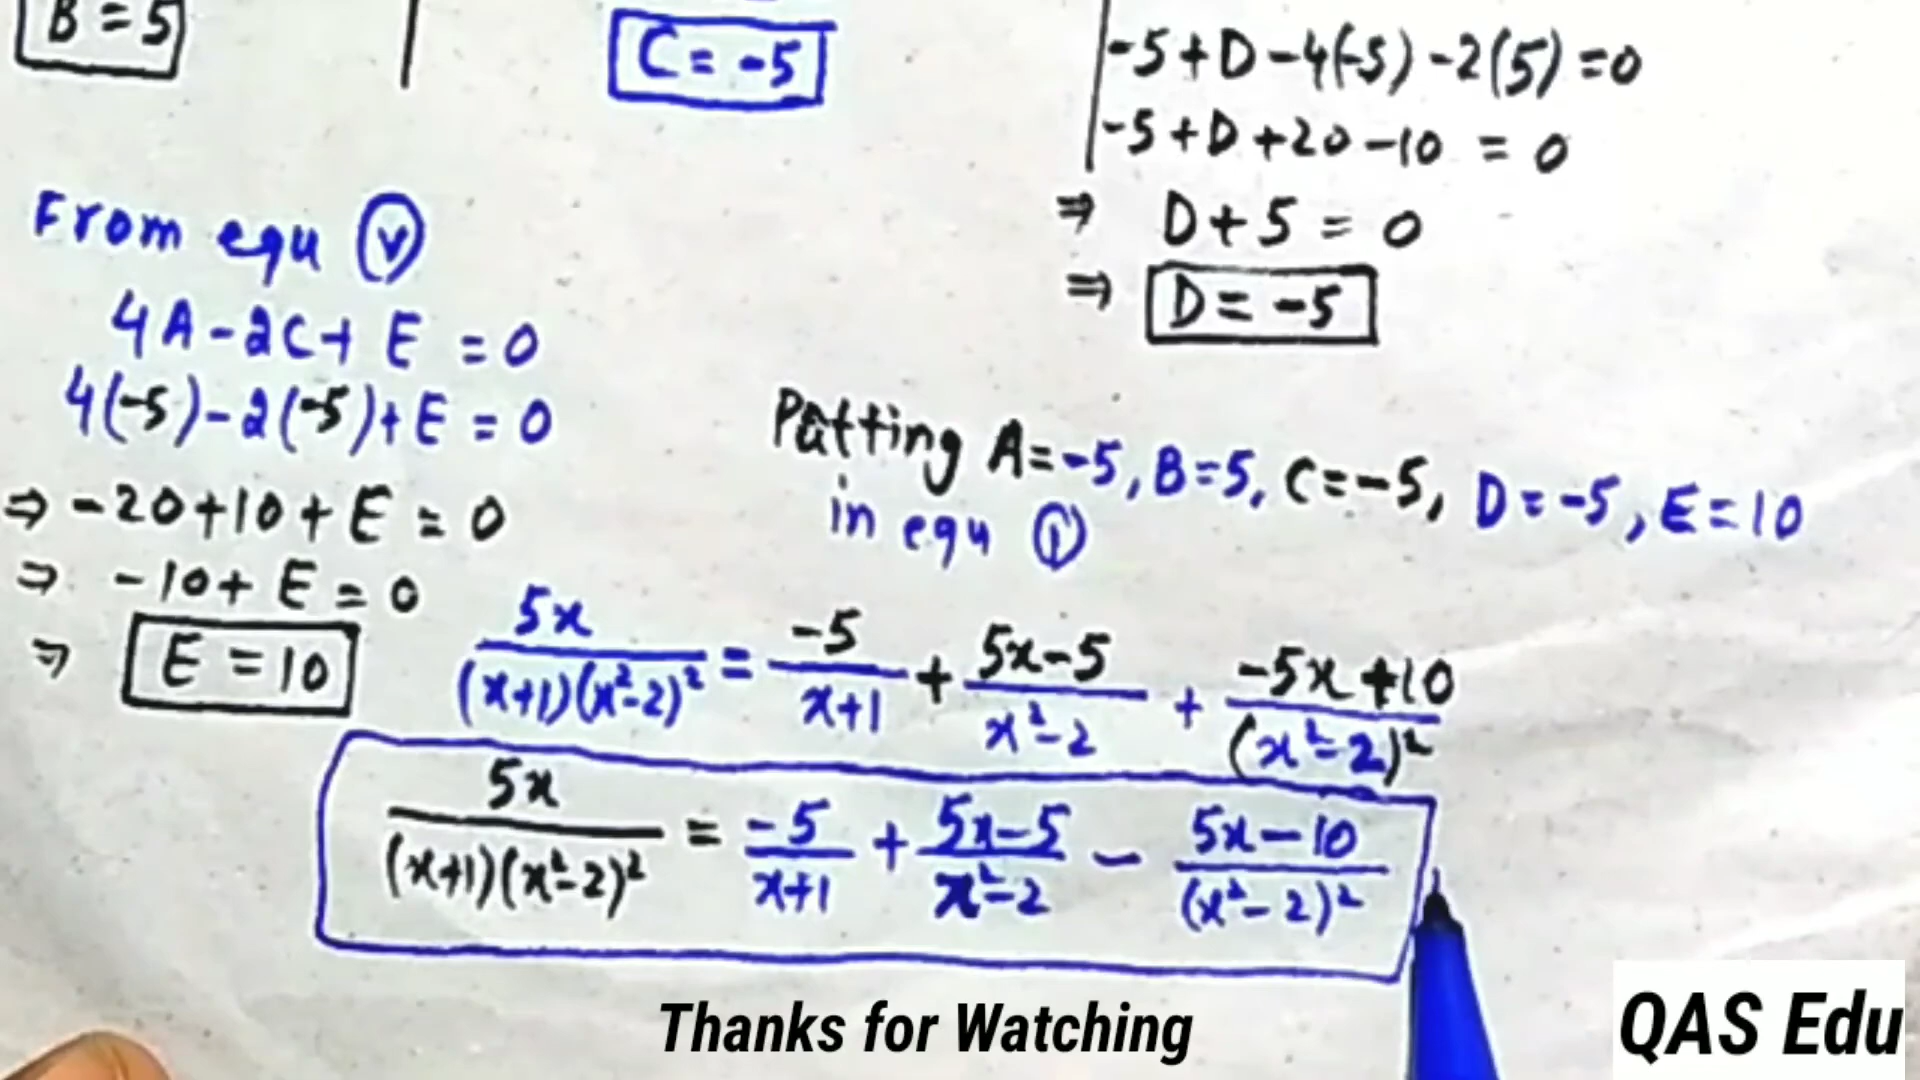 B = 5
C = -5
-5+D-4(-5)-2(5)=0
-5+D+20-10 = 0
⇒ D+5 = 0
⇒ D = -5
From equ (v)
4A-2C+E = 0
4(-5)-2(-5)+E = 0
⇒ -20+10+E = 0
⇒ -10+E = 0
⇒ E = 10
Putting A=-5, B=5, C=-5, D=-5, E=10
in equ (i)
5x/((x+1)(x²-2)²) = -5/(x+1) + (5x-5)/(x²-2) + (-5x+10)/(x²-2)²
5x/((x+1)(x²-2)²) = -5/(x+1) + (5x-5)/(x²-2) - (5x-10)/(x²-2)²
Thanks for Watching
QAS Edu